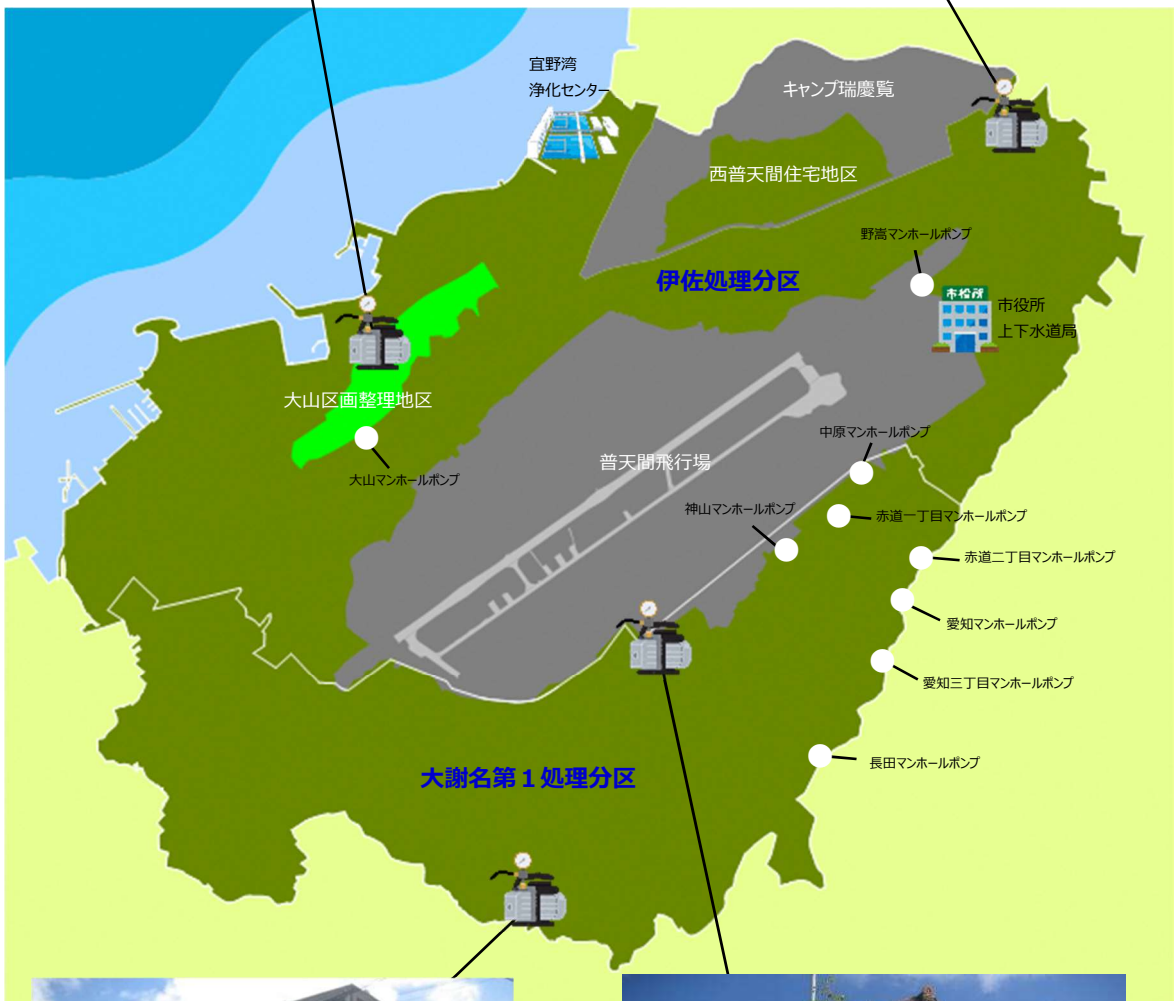 宜野湾
浄化センター
キャンプ瑞慶覧
西普天間住宅地区
野嵩マンホールポンプ
伊佐処理分区
市役所
市役所
上下水道局
大山区画整理地区
大山マンホールポンプ
普天間飛行場
中原マンホールポンプ
神山マンホールポンプ
赤道一丁目マンホールポンプ
赤道二丁目マンホールポンプ
愛知マンホールポンプ
愛知三丁目マンホールポンプ
長田マンホールポンプ
大謝名第1処理分区